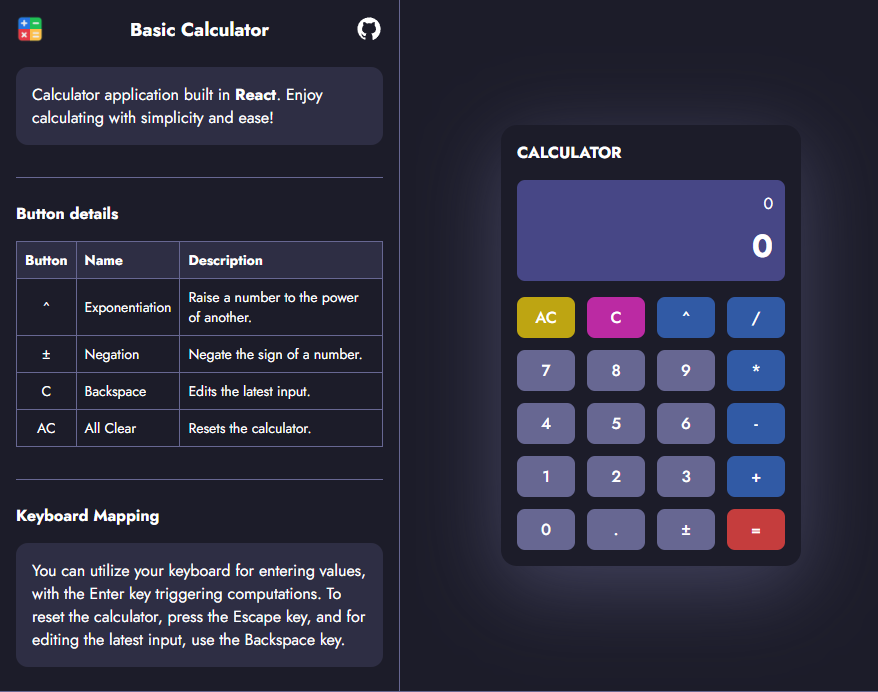 Basic Calculator
Calculator application built in React. Enjoy
calculating with simplicity and ease!
Button details
Button Name Description
^ Exponentiation Raise a number to the power
of another.
± Negation Negate the sign of a number.
C Backspace Edits the latest input.
AC All Clear Resets the calculator.
Keyboard Mapping
You can utilize your keyboard for entering values,
with the Enter key triggering computations. To
reset the calculator, press the Escape key, and for
editing the latest input, use the Backspace key.
CALCULATOR
0
0
AC C ^ /
7 8 9 *
4 5 6 -
1 2 3 +
0 . ± =